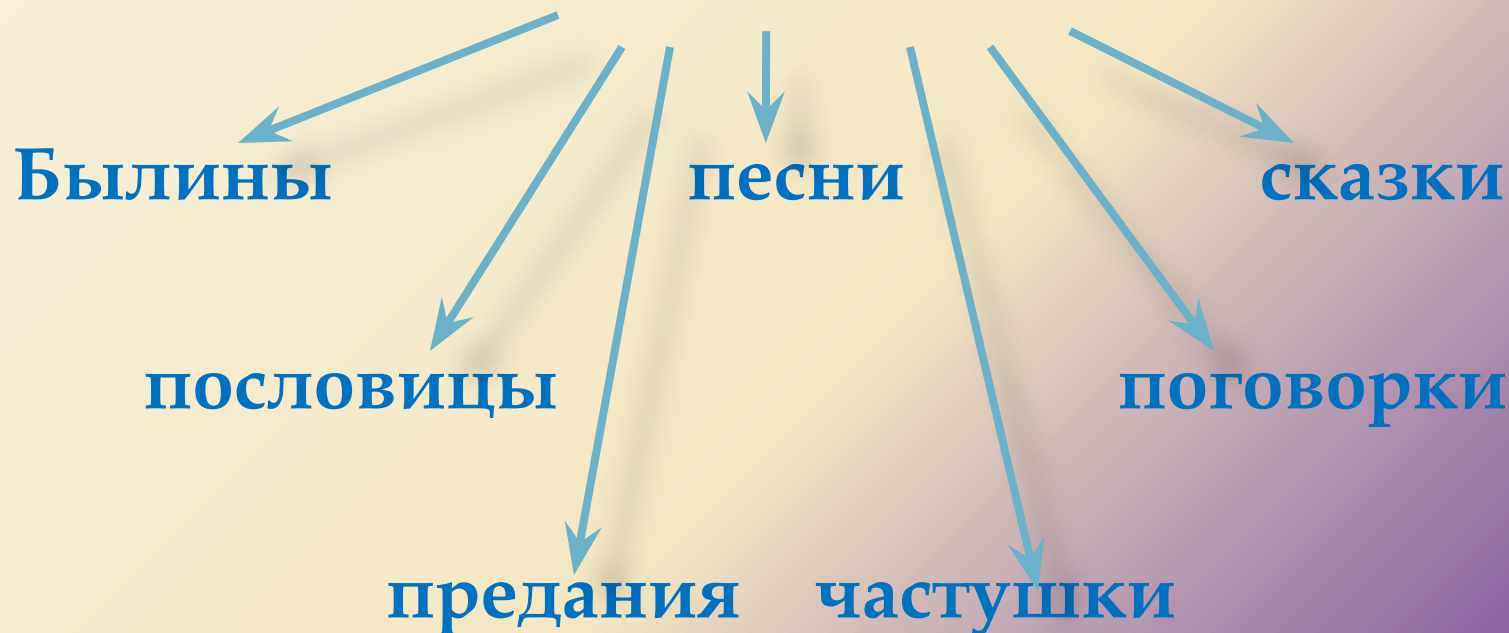 Былины песни сказки
пословицы поговорки
предания частушки